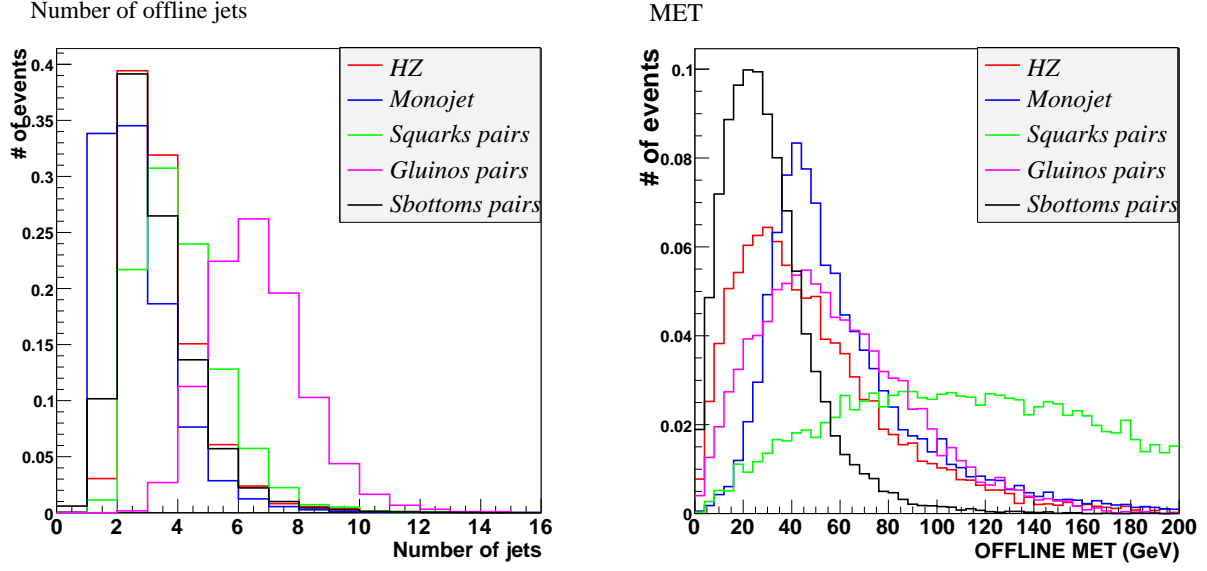 Number of offline jets
# of events
0.4
0.35
0.3
0.25
0.2
0.15
0.1
0.05
0
0 2 4 6 8 10 12 14 16
Number of jets
HZ
Monojet
Squarks pairs
Gluinos pairs
Sbottoms pairs
MET
# of events
0.1
0.08
0.06
0.04
0.02
0
0 20 40 60 80 100 120 140 160 180 200
OFFLINE MET (GeV)
HZ
Monojet
Squarks pairs
Gluinos pairs
Sbottoms pairs